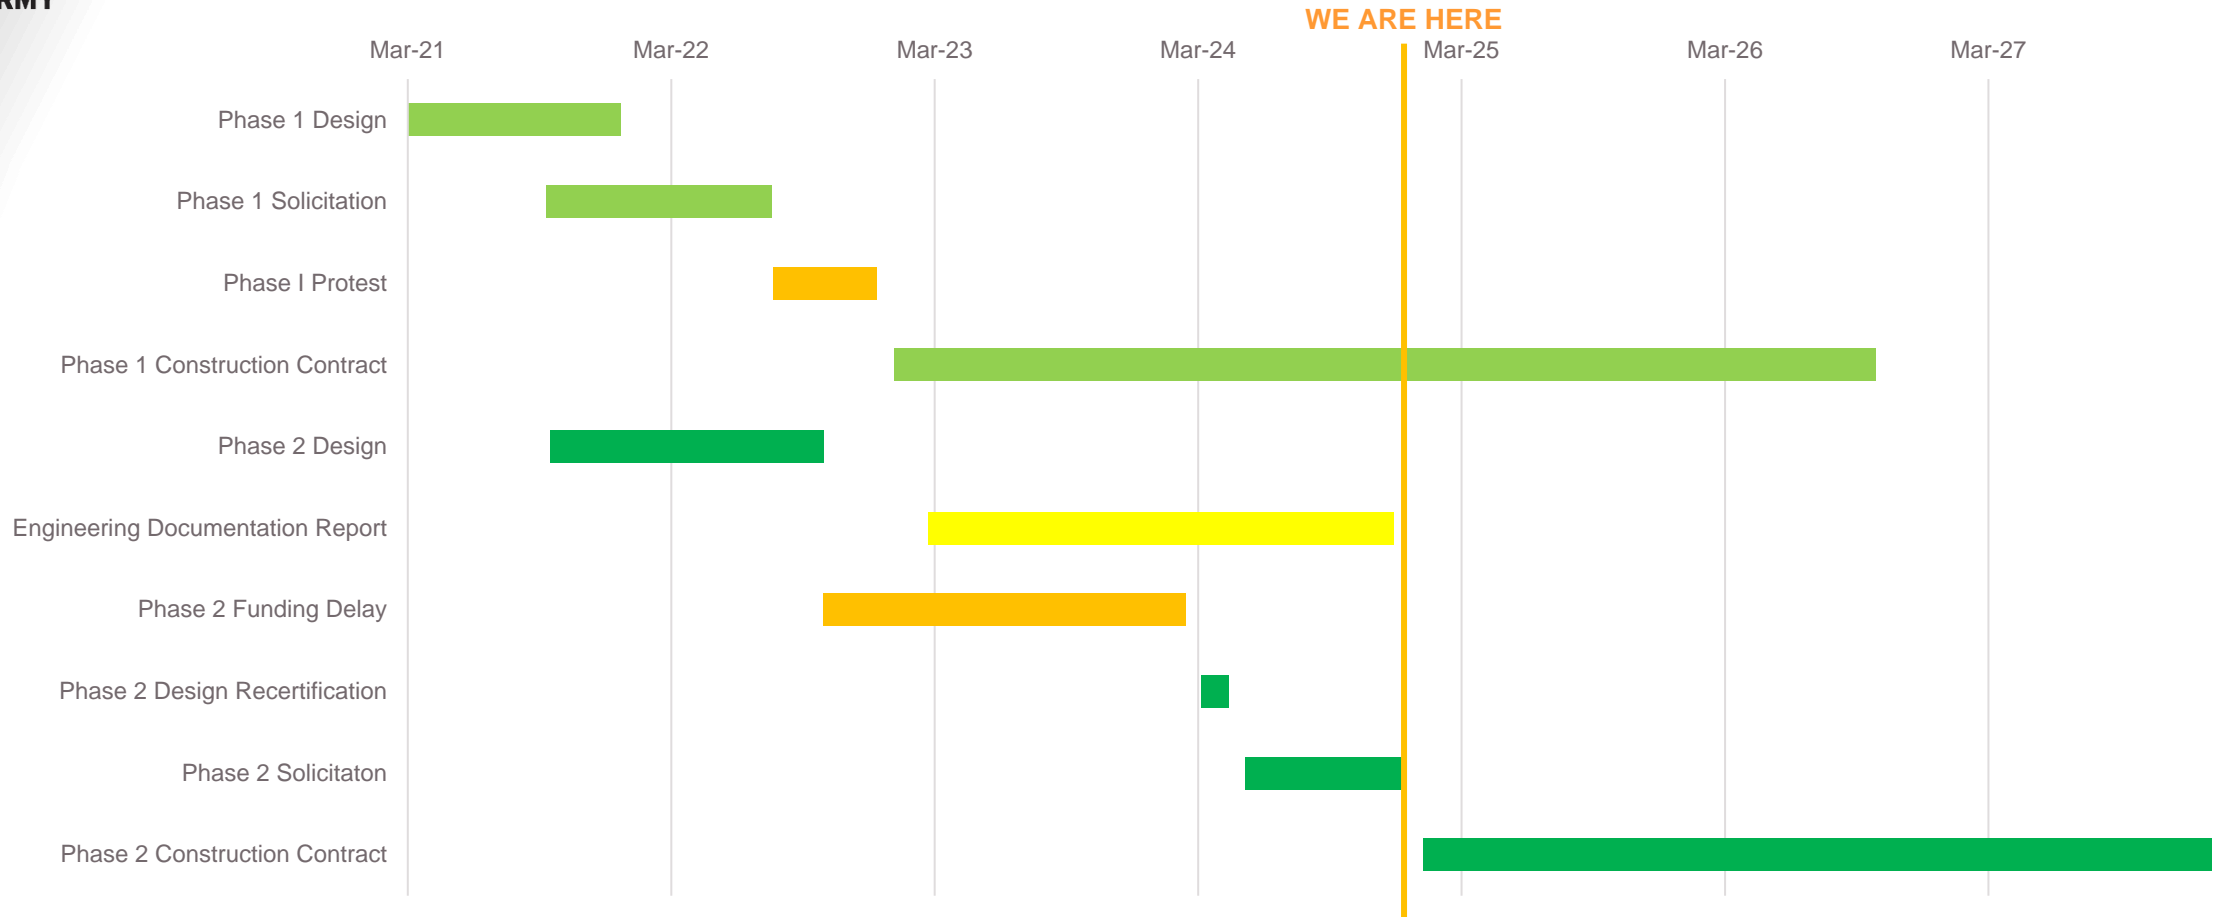 WE ARE HERE
Mar-21 Mar-22 Mar-23 Mar-24 Mar-25 Mar-26 Mar-27
Phase 1 Design
Phase 1 Solicitation
Phase I Protest
Phase 1 Construction Contract
Phase 2 Design
Engineering Documentation Report
Phase 2 Funding Delay
Phase 2 Design Recertification
Phase 2 Solicitaton
Phase 2 Construction Contract